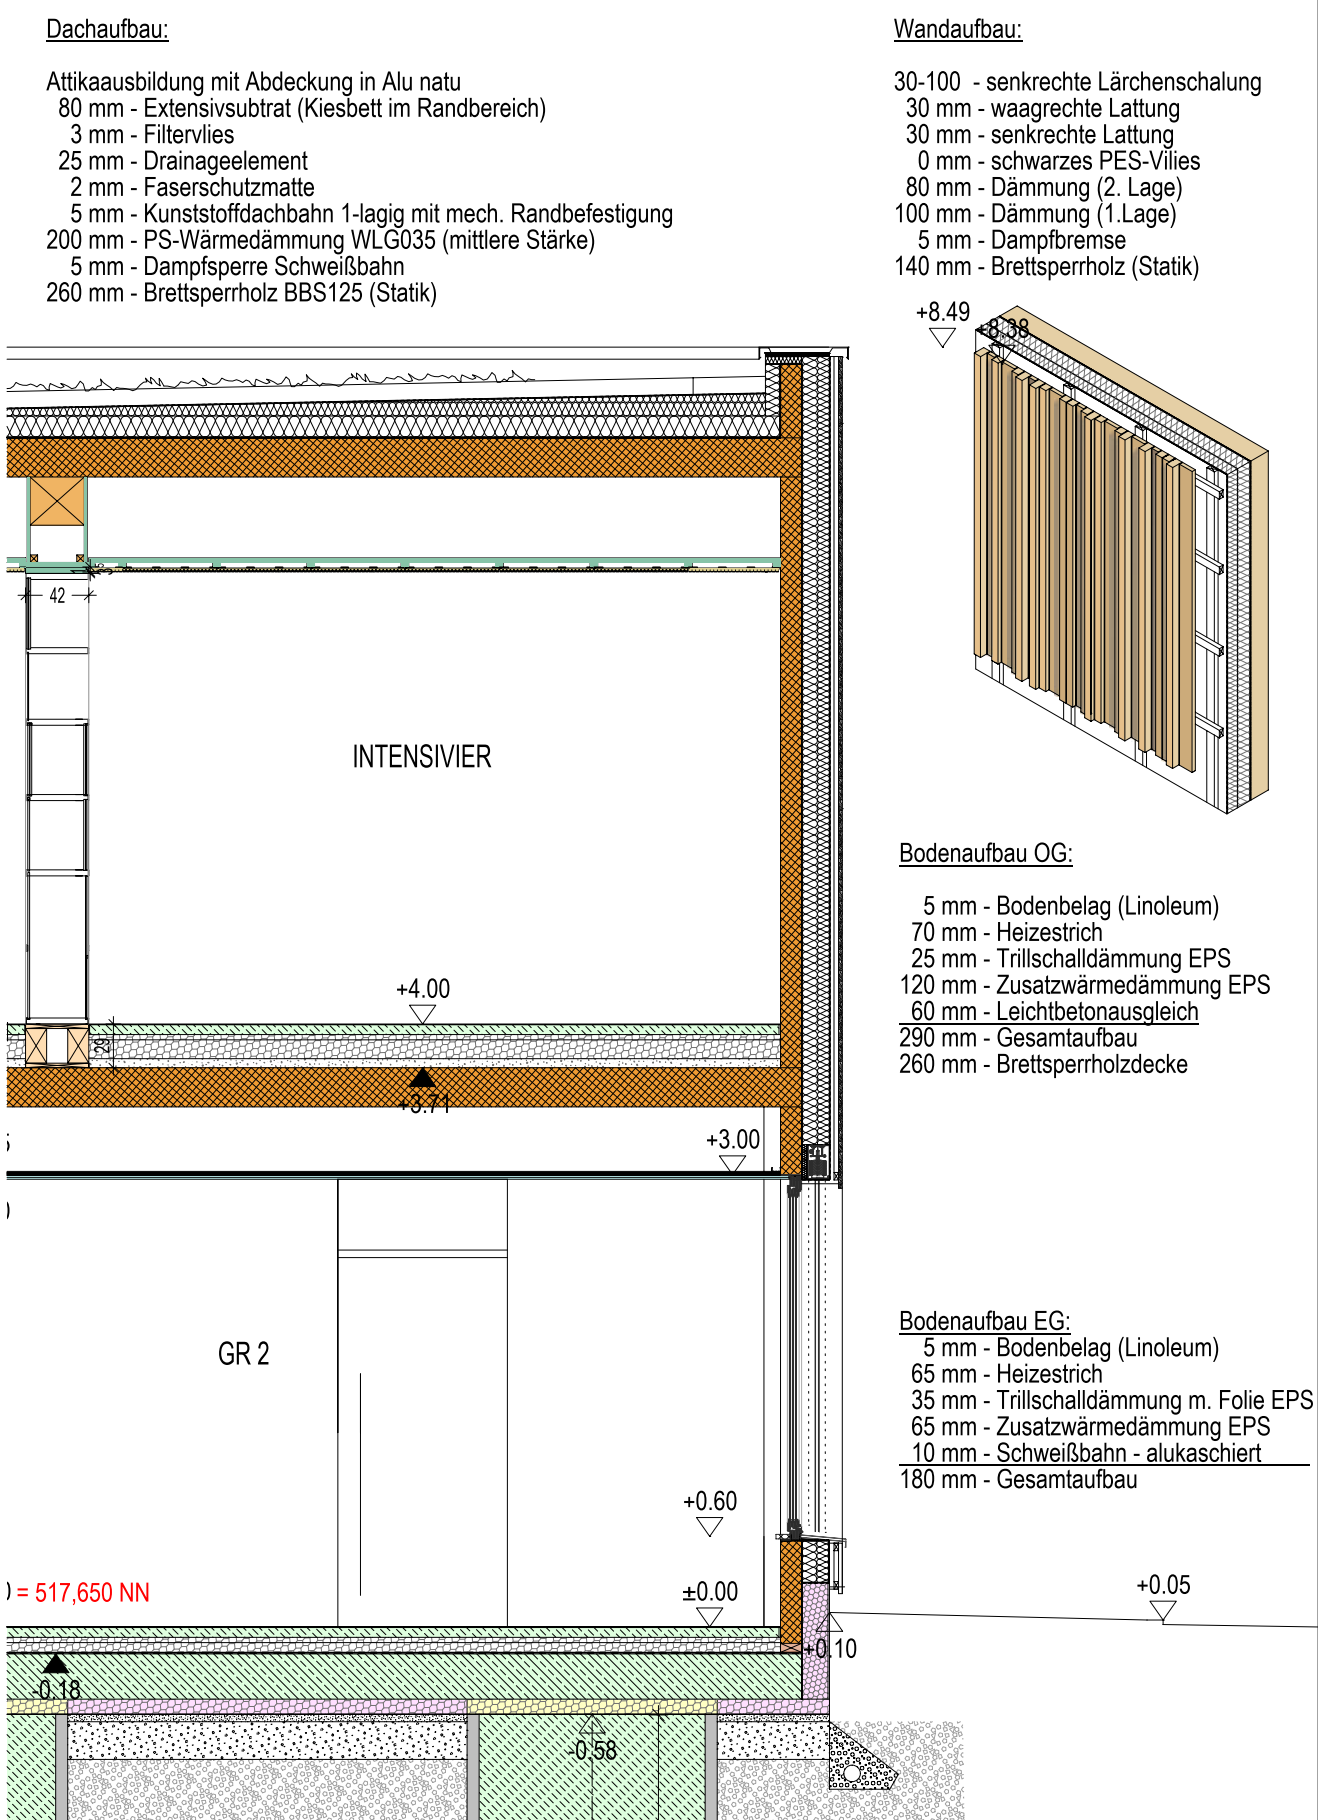 Dachaufbau:
Attikaausbildung mit Abdeckung in Alu natu
80 mm - Extensivsubtrat (Kiesbett im Randbereich)
3 mm - Filtervlies
25 mm - Drainageelement
2 mm - Faserschutzmatte
5 mm - Kunststoffdachbahn 1-lagig mit mech. Randbefestigung
200 mm - PS-Wärmedämmung WLG035 (mittlere Stärke)
5 mm - Dampfsperre Schweißbahn
260 mm - Brettsperrholz BBS125 (Statik)
Wandaufbau:
30-100 - senkrechte Lärchenschalung
30 mm - waagrechte Lattung
30 mm - senkrechte Lattung
0 mm - schwarzes PES-Vilies
80 mm - Dämmung (2. Lage)
100 mm - Dämmung (1.Lage)
5 mm - Dampfbremse
140 mm - Brettsperrholz (Statik)
+8.49
+8.38
42
INTENSIVIER
Bodenaufbau OG:
5 mm - Bodenbelag (Linoleum)
70 mm - Heizestrich
25 mm - Trillschalldämmung EPS
120 mm - Zusatzwärmedämmung EPS
60 mm - Leichtbetonausgleich
290 mm - Gesamtaufbau
260 mm - Brettsperrholzdecke
+4.00
29
+3.71
+3.00
GR 2
Bodenaufbau EG:
5 mm - Bodenbelag (Linoleum)
65 mm - Heizestrich
35 mm - Trillschalldämmung m. Folie EPS
65 mm - Zusatzwärmedämmung EPS
10 mm - Schweißbahn - alukaschiert
180 mm - Gesamtaufbau
+0.60
= 517,650 NN
±0.00
+0.05
+0.10
-0.18
-0.58